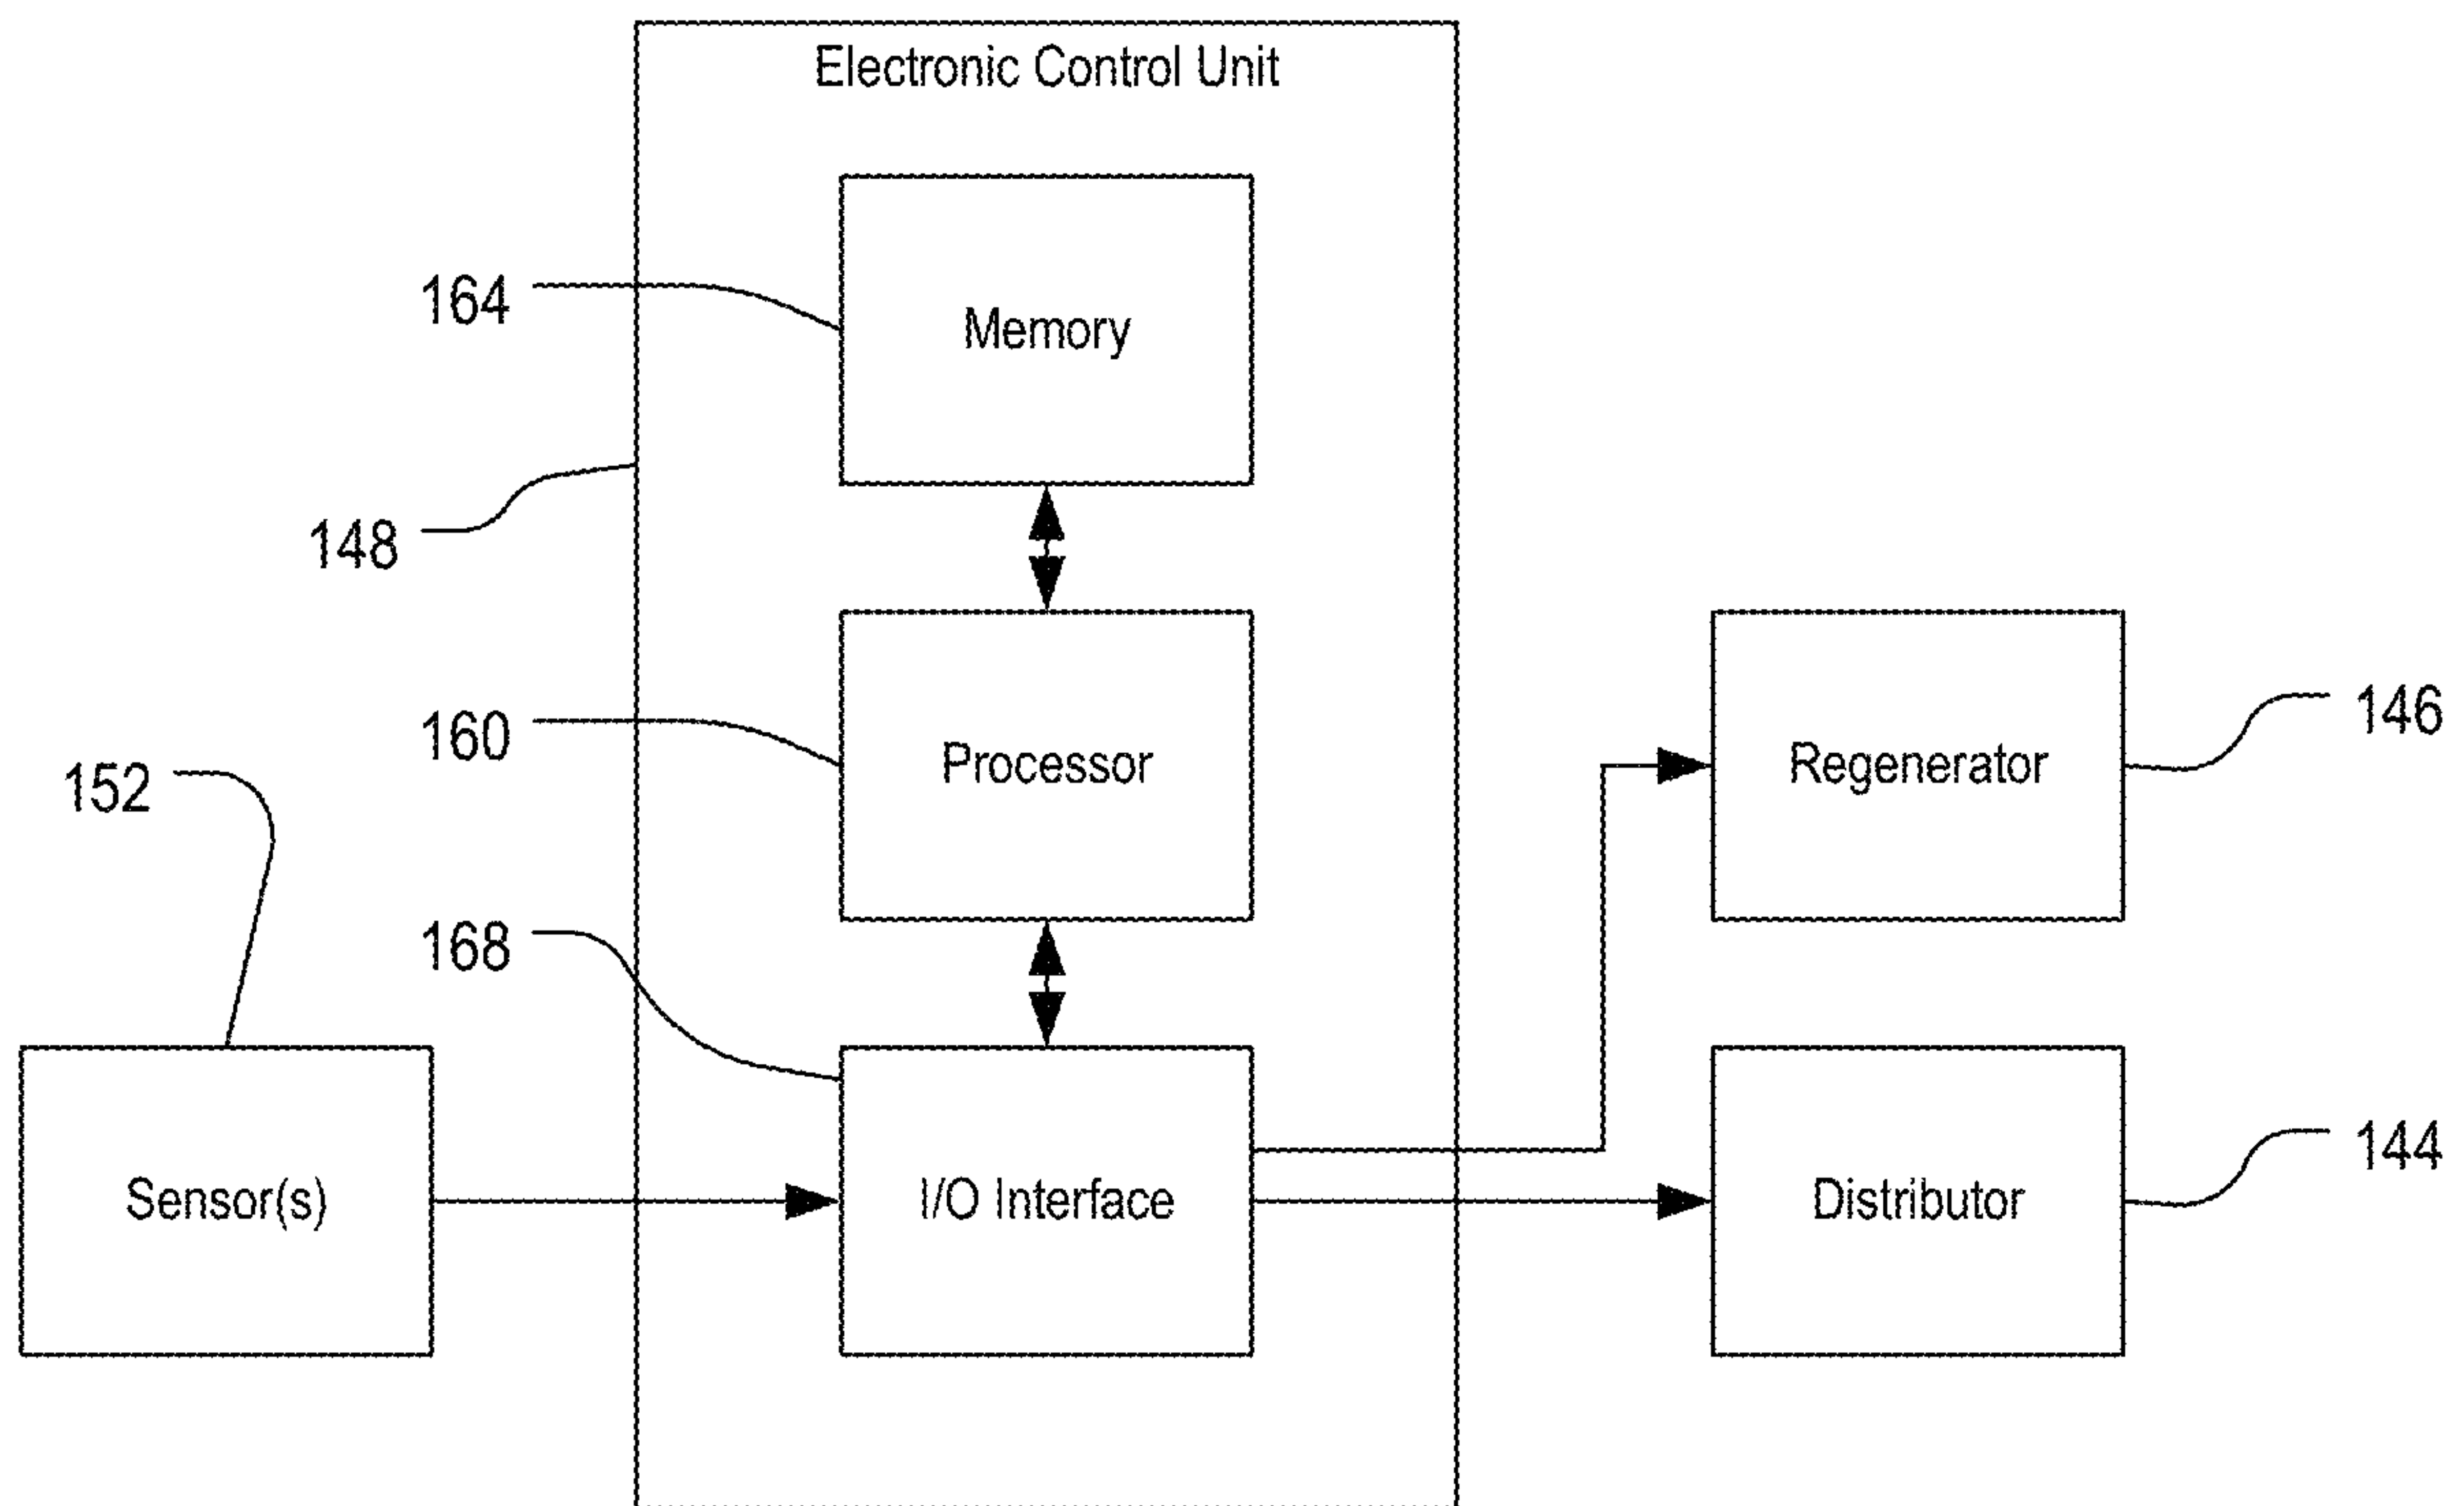 Electronic Control Unit
164
Memory
148
160
Processor
Regenerator
146
152
168
Sensor(s)
I/O Interface
Distributor
144